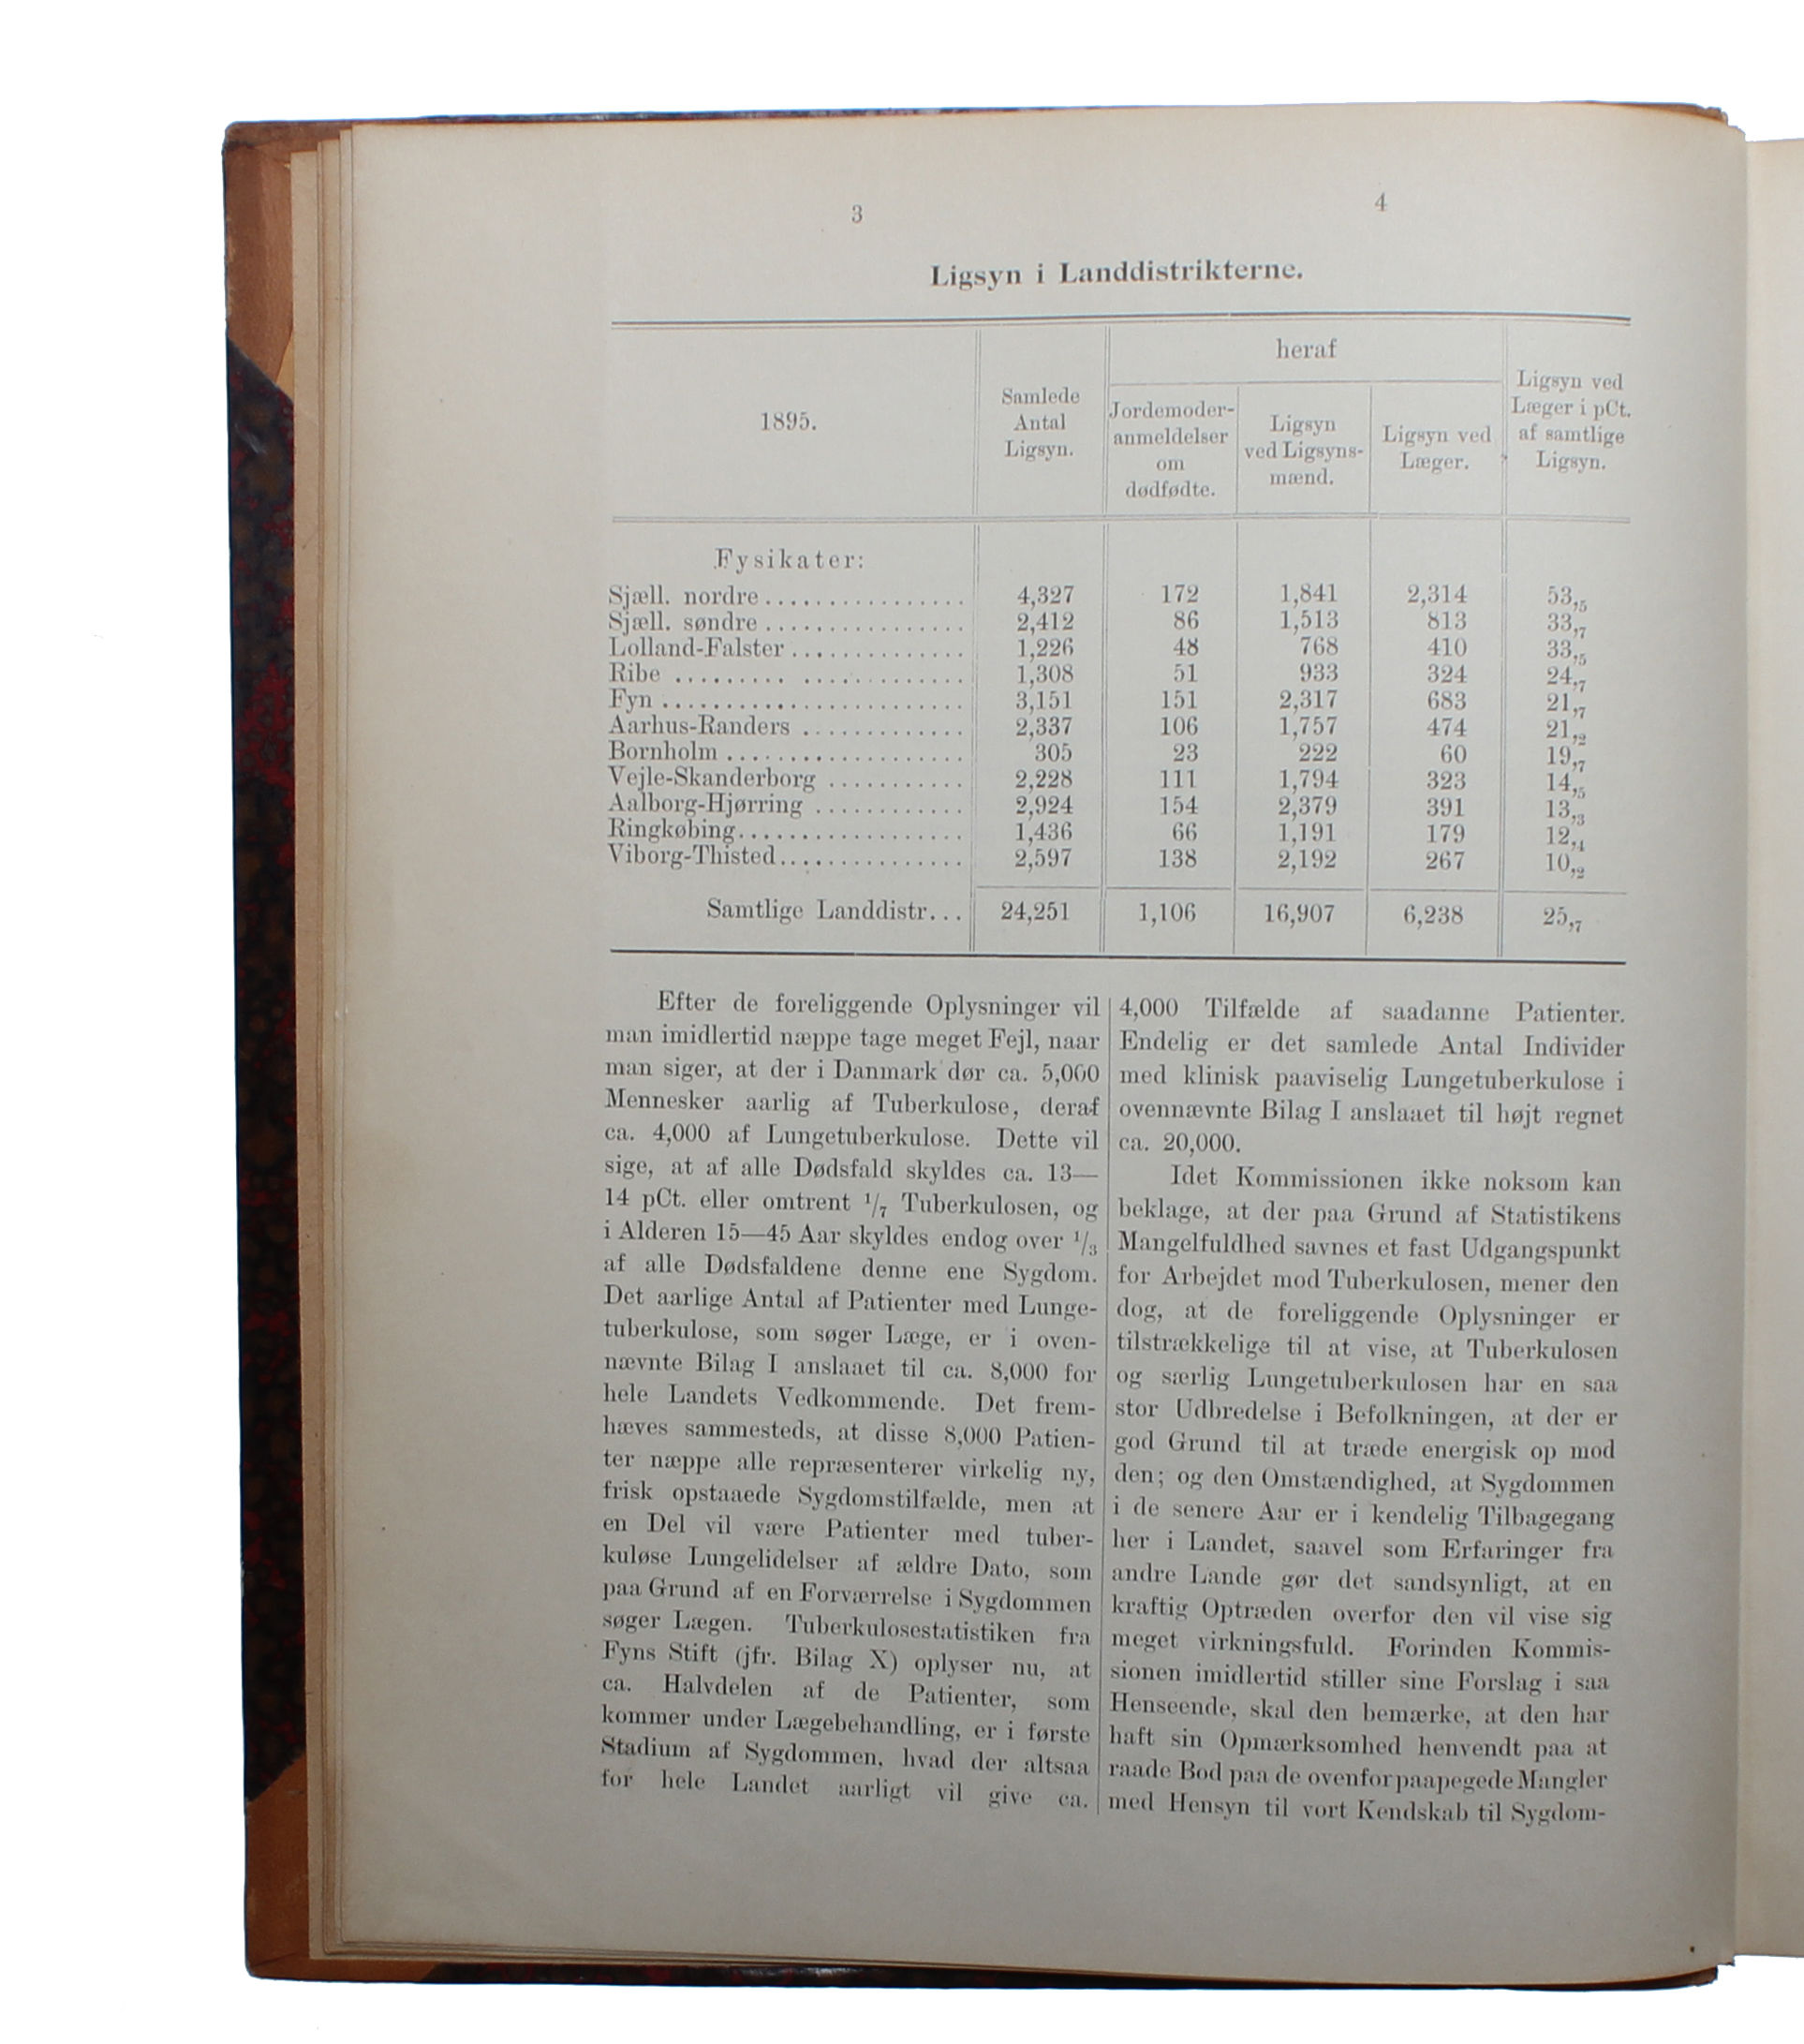 3
4
Ligsyn i Landdistrikterne.
1895.
Samlede
Antal
Ligsyn.
heraf
Jordemoder-
anmeldelser
om
dødfødte.
Ligsyn
ved Ligsyns-
mænd.
Ligsyn ved
Læger.
Ligsyn ved
Læger i pCt.
af samtlige
Ligsyn.
Fysikater:
Sjæll. nordre ................ 4,327 172 1,841 2,314 53,5
Sjæll. søndre ................ 2,412 86 1,513 813 33,7
Lolland-Falster .............. 1,226 48 768 410 33,5
Ribe ......... ............. 1,308 51 933 324 24,7
Fyn ........................ 3,151 151 2,317 683 21,7
Aarhus-Randers ............. 2,337 106 1,757 474 21,2
Bornholm ................... 305 23 222 60 19,7
Vejle-Skanderborg ........... 2,228 111 1,794 323 14,5
Aalborg-Hjørring ............ 2,924 154 2,379 391 13,3
Ringkøbing.................. 1,436 66 1,191 179 12,4
Viborg-Thisted............... 2,597 138 2,192 267 10,2
Samtlige Landdistr... 24,251 1,106 16,907 6,238 25,7
Efter de foreliggende Oplysninger vil
man imidlertid næppe tage meget Fejl, naar
man siger, at der i Danmark dør ca. 5,000
Mennesker aarlig af Tuberkulose, deraf
ca. 4,000 af Lungetuberkulose. Dette vil
sige, at af alle Dødsfald skyldes ca. 13—
14 pCt. eller omtrent 1/7 Tuberkulosen, og
i Alderen 15—45 Aar skyldes endog over 1/3
af alle Dødsfaldene denne ene Sygdom.
Det aarlige Antal af Patienter med Lunge-
tuberkulose, som søger Læge, er i oven-
nævnte Bilag I anslaaet til ca. 8,000 for
hele Landets Vedkommende. Det frem-
hæves sammesteds, at disse 8,000 Patien-
ter næppe alle repræsenterer virkelig ny,
frisk opstaaede Sygdomstilfælde, men at
en Del vil være Patienter med tuber-
kuløse Lungelidelser af ældre Dato, som
paa Grund af en Forværrelse i Sygdommen
søger Lægen. Tuberkulosestatistiken fra
Fyns Stift (jfr. Bilag X) oplyser nu, at
ca. Halvdelen af de Patienter, som
kommer under Lægebehandling, er i første
Stadium af Sygdommen, hvad der altsaa
for hele Landet aarligt vil give ca.
4,000 Tilfælde af saadanne Patienter.
Endelig er det samlede Antal Individer
med klinisk paaviselig Lungetuberkulose i
ovennævnte Bilag I anslaaet til højt regnet
ca. 20,000.
Idet Kommissionen ikke noksom kan
beklage, at der paa Grund af Statistikens
Mangelfuldhed savnes et fast Udgangspunkt
for Arbejdet mod Tuberkulosen, mener den
dog, at de foreliggende Oplysninger er
tilstrækkelige til at vise, at Tuberkulosen
og særlig Lungetuberkulosen har en saa
stor Udbredelse i Befolkningen, at der er
god Grund til at træde energisk op mod
den; og den Omstændighed, at Sygdommen
i de senere Aar er i kendelig Tilbagegang
her i Landet, saavel som Erfaringer fra
andre Lande gør det sandsynligt, at en
kraftig Optræden overfor den vil vise sig
meget virkningsfuld. Forinden Kommis-
sionen imidlertid stiller sine Forslag i saa
Henseende, skal den bemærke, at den har
haft sin Opmærksomhed henvendt paa at
raade Bod paa de ovenfor paapegede Mangler
med Hensyn til vort Kendskab til Sygdom-